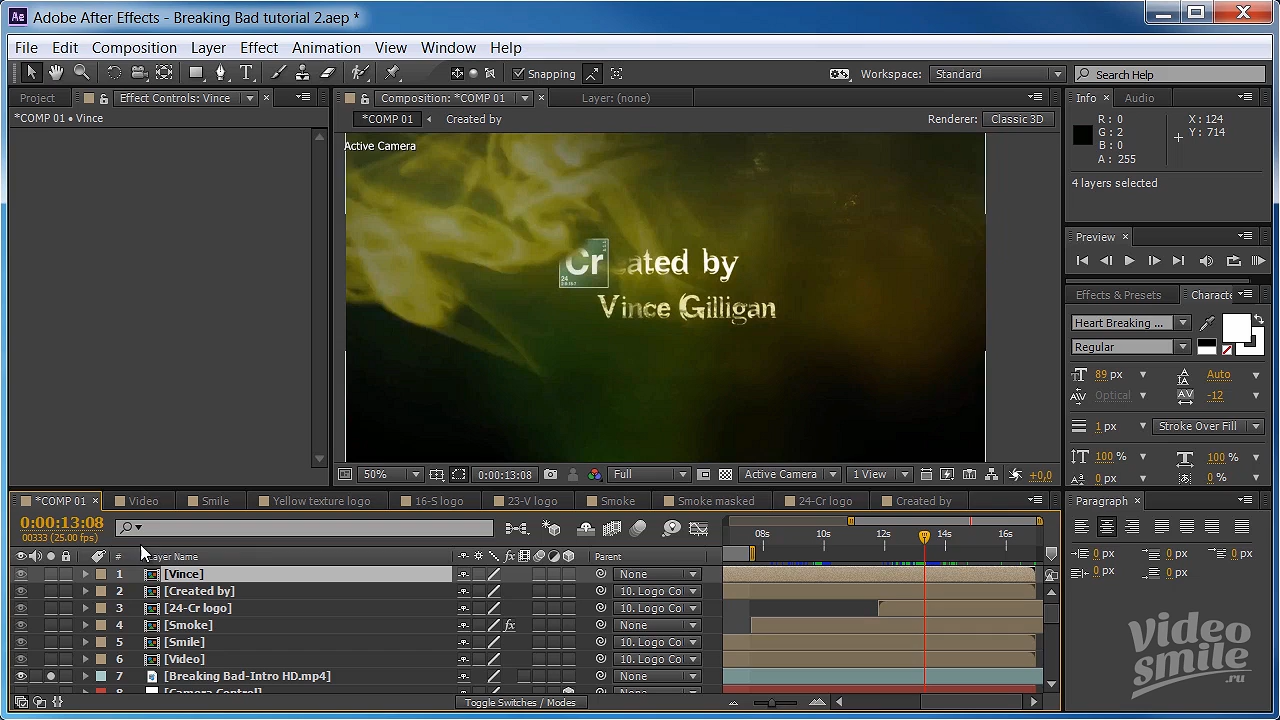 Adobe After Effects - Breaking Bad tutorial 2.aep *
File Edit Composition Layer Effect Animation View Window Help
Snapping
Workspace: Standard
Search Help
Project
Effect Controls: Vince
*COMP 01 • Vince
Composition: *COMP 01
Layer: (none)
*COMP 01
Created by
Renderer: Classic 3D
Active Camera
Cr
24
eated by
Vince Gilligan
50%
0:00:13:08
Full
Active Camera
1 View
+0,0
Info
Audio
R: 0
G: 2
B: 0
A: 255
X: 124
Y: 714
4 layers selected
Preview
Effects & Presets
Characte
Heart Breaking ...
Regular
89 px
Auto
Optical
-12
1 px
Stroke Over Fill
100 %
100 %
0 px
0 %
Paragraph
0 px
0 px
0 px
0 px
0 px
*COMP 01
Video
Smile
Yellow texture logo
16-S logo
23-V logo
Smoke
Smoke masked
24-Cr logo
Created by
0:00:13:08
00333 (25.00 fps)
08s
10s
12s
14s
16s
# Layer Name
fx
Parent
1 [Vince] None
2 [Created by] 10. Logo Co
3 [24-Cr logo] 10. Logo Co
4 [Smoke] fx None
5 [Smile] 10. Logo Co
6 [Video] 10. Logo Co
7 [Breaking Bad-Intro HD.mp4] None
8 [Camera Control] None
Toggle Switches / Modes
video
smile
.ru